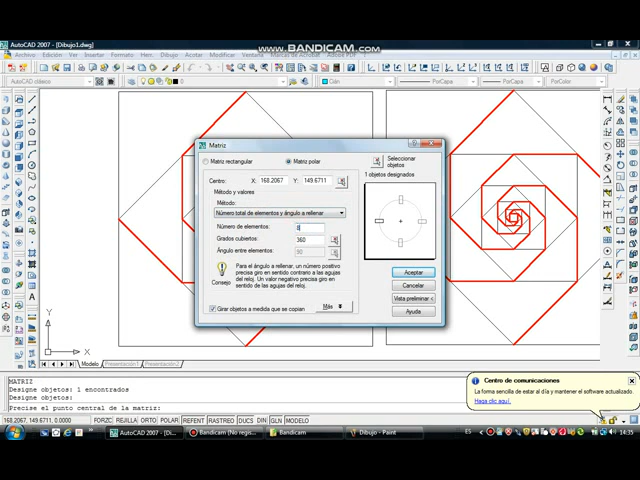 www.BANDICAM.com
AutoCAD 2007 - [Dibujo1.dwg]
Archivo Edición Ver Insertar Formato Herr. Dibujo Acotar Modificar Ventana
AutoCAD clásico
0
Cián
PorCapa
PorCapa
PorColor
Matriz
Matriz rectangular
Matriz polar
Seleccionar objetos
1 objetos designados
Centro: X: 168.2067 Y: 149.6711
Método y valores
Método:
Número total de elementos y ángulo a rellenar
Número de elementos: 8
Grados cubiertos: 360
Ángulo entre elementos: 90
Para el ángulo a rellenar, un número positivo
precisa giro en sentido contrario a las agujas
del reloj. Un valor negativo precisa giro en
sentido de las agujas del reloj.
Consejo
Girar objetos a medida que se copian
Más
Aceptar
Cancelar
Vista preliminar <
Ayuda
Y
X
Modelo Presentación1 Presentación2
MATRIZ
Designe objetos: 1 encontrados
Designe objetos:
Precise el punto central de la matriz:
Centro de comunicaciones
La forma sencilla de estar al día y mantener el software actualizado.
Haga clic aquí.
168.2067, 149.6711, 0.0000
FORZC REJILLA ORTO POLAR REFENT RASTREO DUCS DIN GLN MODELO
AutoCAD 2007 - [Di...
Bandicam (No regis...
Bandicam
Dibujo - Paint
ES
14:35